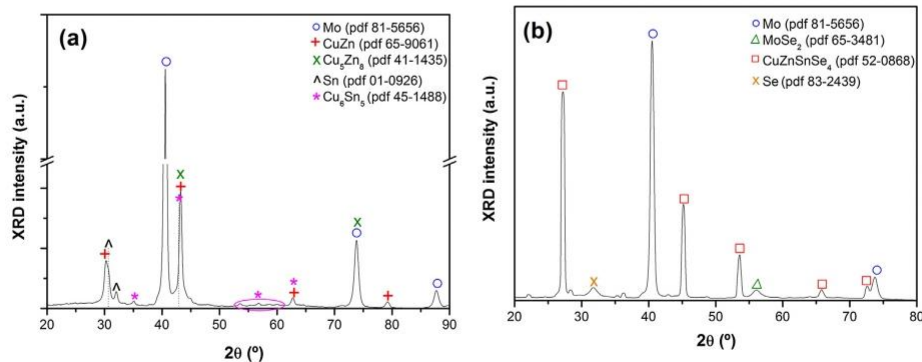 (a)
○ Mo (pdf 81-5656)
+ CuZn (pdf 65-9061)
X Cu₅Zn₈ (pdf 41-1435)
^ Sn (pdf 01-0926)
* Cu₆Sn₅ (pdf 45-1488)
XRD intensity (a.u.)
20 30 40 50 60 70 80 90
2θ (º)
(b)
○ Mo (pdf 81-5656)
△ MoSe₂ (pdf 65-3481)
□ CuZnSnSe₄ (pdf 52-0868)
X Se (pdf 83-2439)
XRD intensity (a.u.)
20 30 40 50 60 70 80
2θ (º)